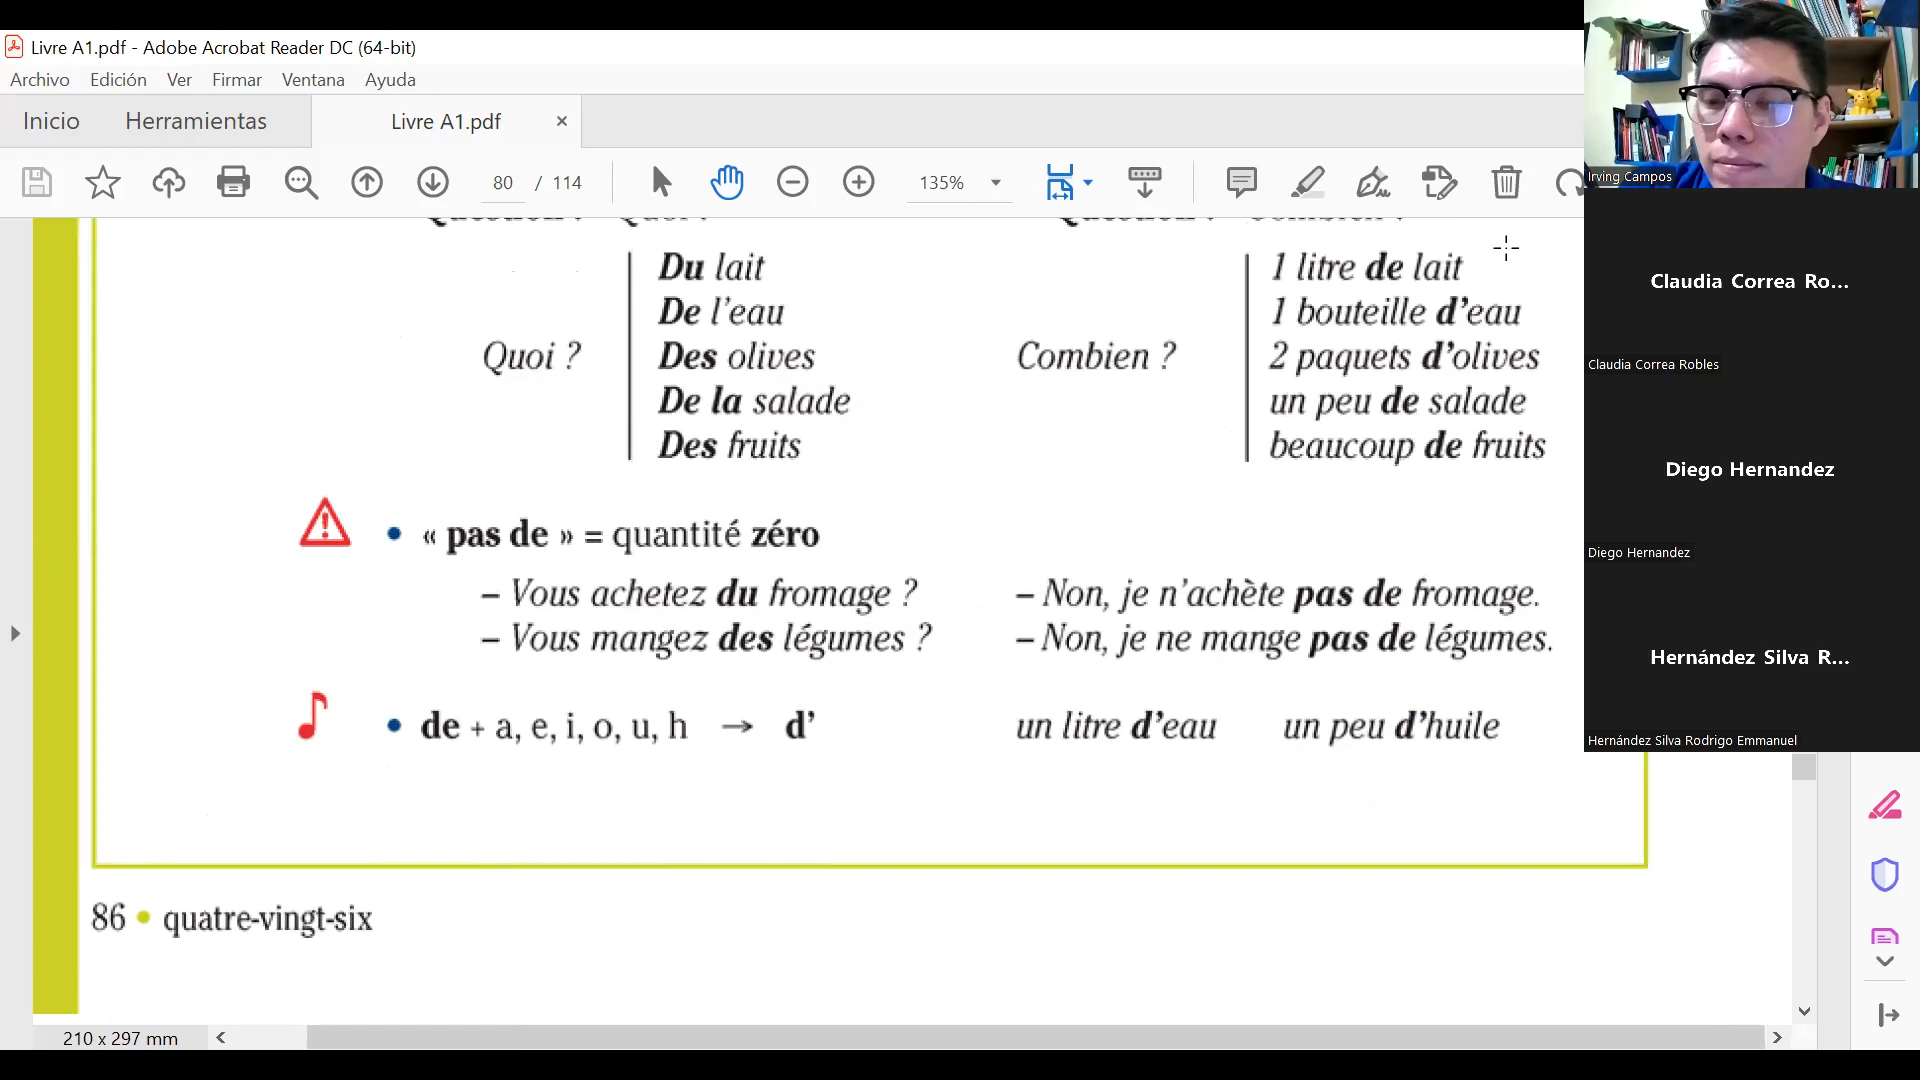 Livre A1.pdf - Adobe Acrobat Reader DC (64-bit)
Archivo Edición Ver Firmar Ventana Ayuda
Inicio Herramientas Livre A1.pdf ×
80 / 114 135%
Irving Campos
Du lait
De l'eau
Quoi ? Des olives
De la salade
Des fruits
1 litre de lait
1 bouteille d'eau
Combien ? 2 paquets d'olives
un peu de salade
beaucoup de fruits
• « pas de » = quantité zéro
– Vous achetez du fromage ? – Non, je n'achète pas de fromage.
– Vous mangez des légumes ? – Non, je ne mange pas de légumes.
• de + a, e, i, o, u, h → d' un litre d'eau un peu d'huile
86 • quatre-vingt-six
210 x 297 mm
Claudia Correa Ro...
Claudia Correa Robles
Diego Hernandez
Diego Hernandez
Hernández Silva R...
Hernández Silva Rodrigo Emmanuel